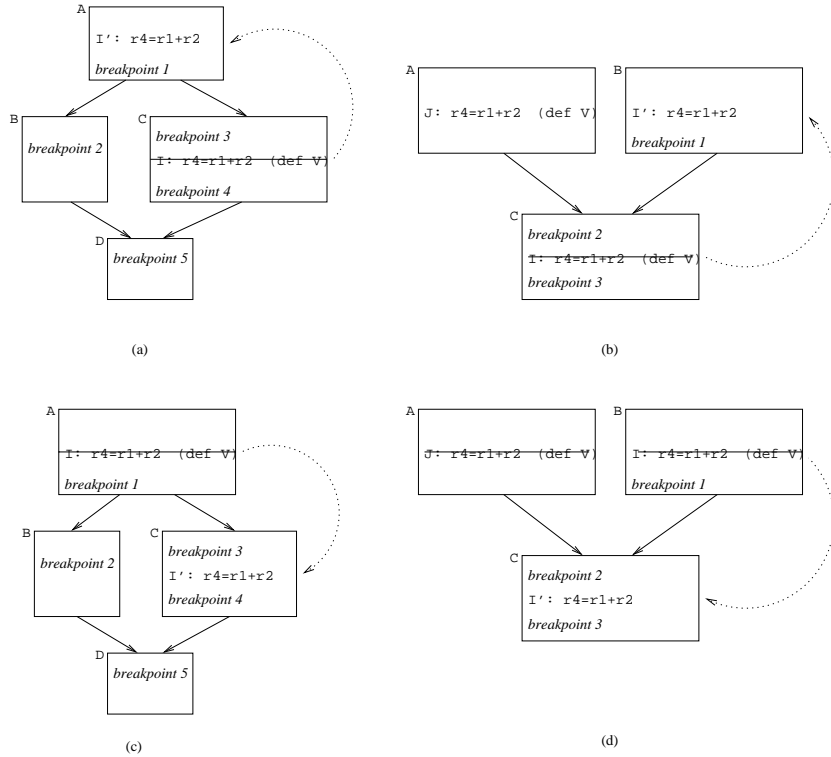 A
I': r4=r1+r2
breakpoint 1
B
breakpoint 2
C
breakpoint 3
I: r4=r1+r2 (def V)
breakpoint 4
D
breakpoint 5
(a)
A
J: r4=r1+r2 (def V)
B
I': r4=r1+r2
breakpoint 1
C
breakpoint 2
I: r4=r1+r2 (def V)
breakpoint 3
(b)
A
I: r4=r1+r2 (def V)
breakpoint 1
B
breakpoint 2
C
breakpoint 3
I': r4=r1+r2
breakpoint 4
D
breakpoint 5
(c)
A
J: r4=r1+r2 (def V)
B
I: r4=r1+r2 (def V)
breakpoint 1
C
breakpoint 2
I': r4=r1+r2
breakpoint 3
(d)